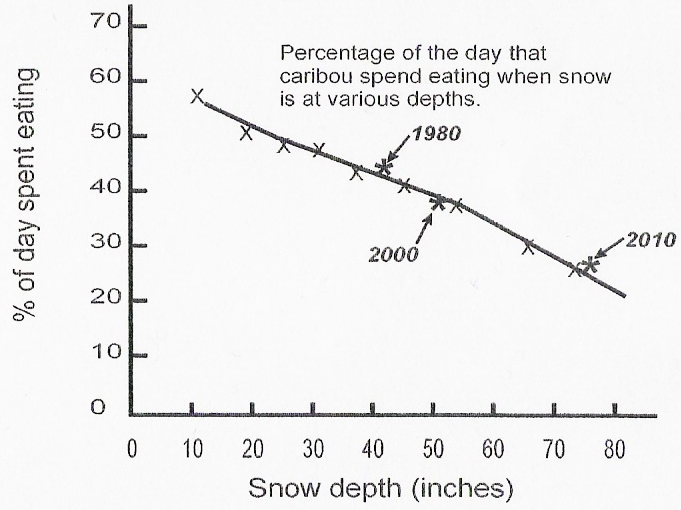 70
60
50
40
30
20
10
0
% of day spent eating
Percentage of the day that
caribou spend eating when snow
is at various depths.
1980
2000
2010
0 10 20 30 40 50 60 70 80
Snow depth (inches)